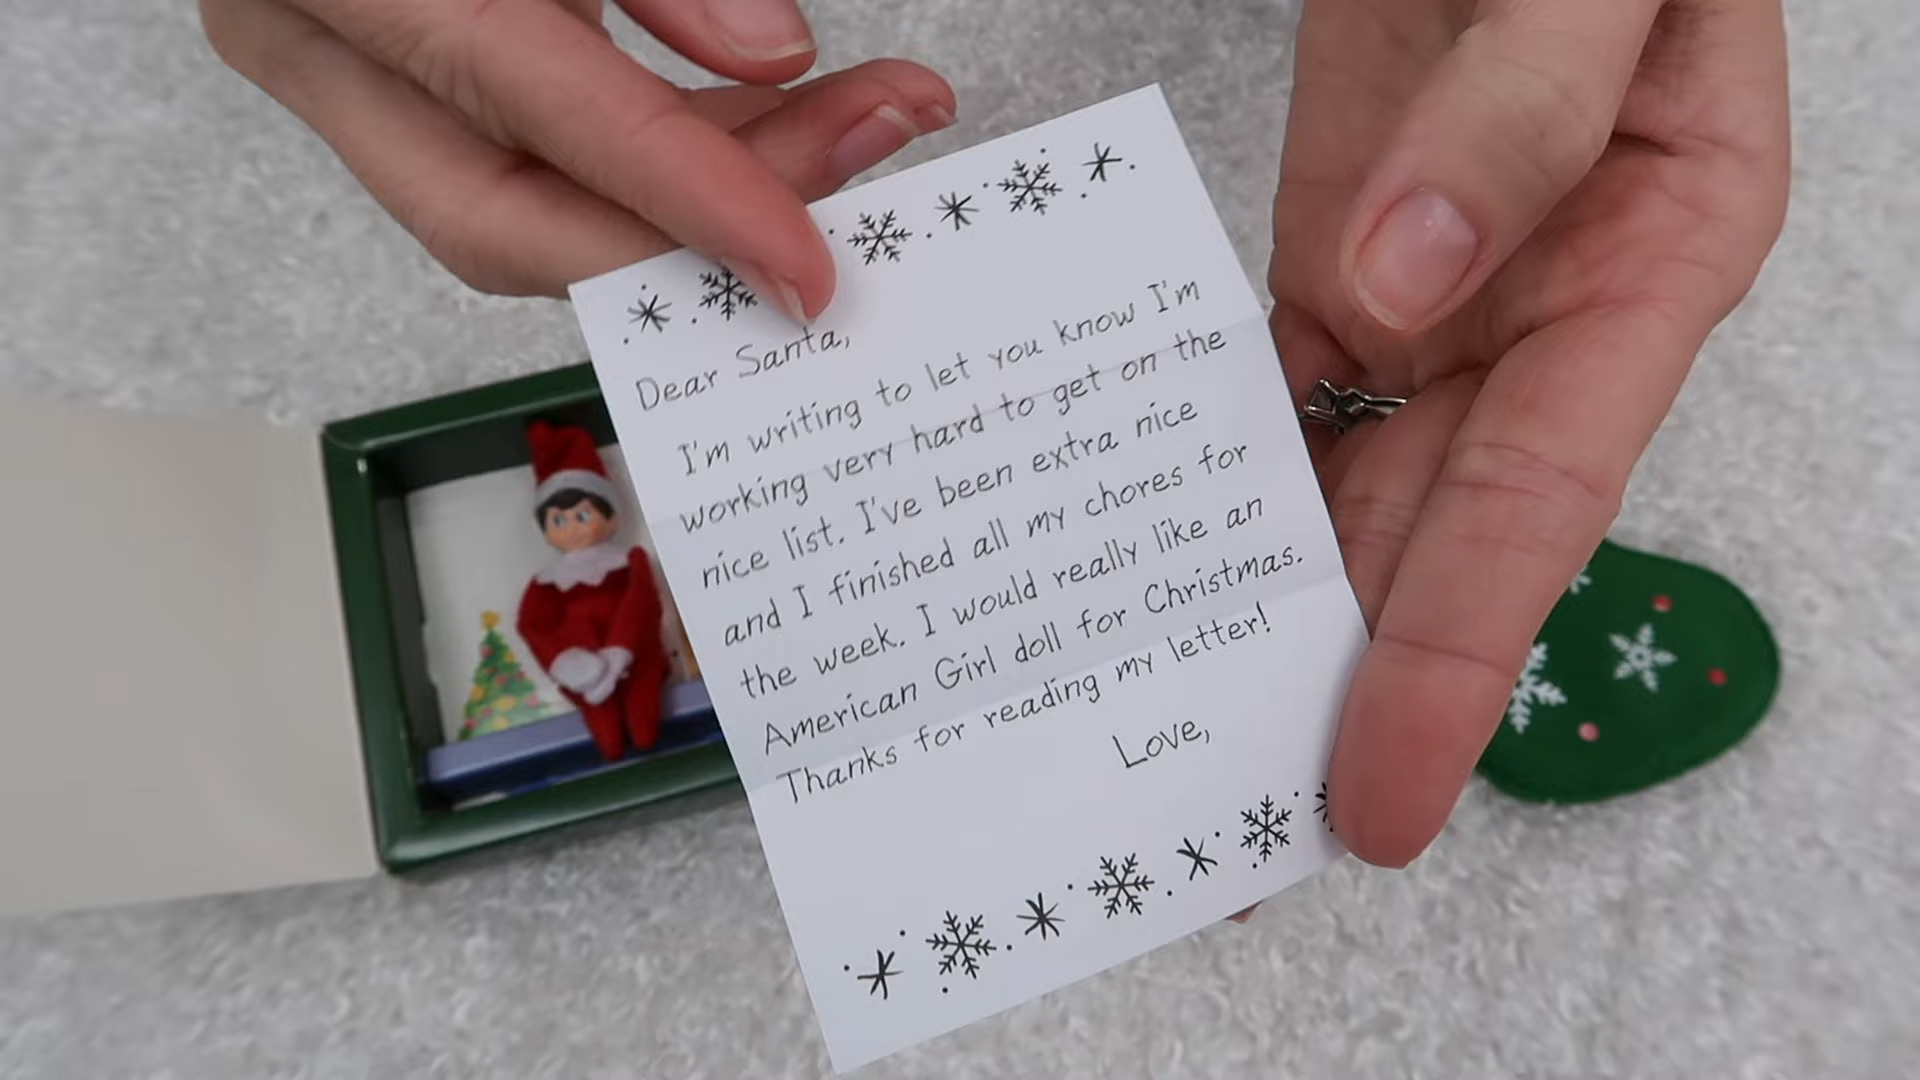 Dear Santa,
I'm writing to let you know I'm
working very hard to get on the
nice list. I've been extra nice
and I finished all my chores for
the week. I would really like an
American Girl doll for Christmas.
Thanks for reading my letter!
Love,